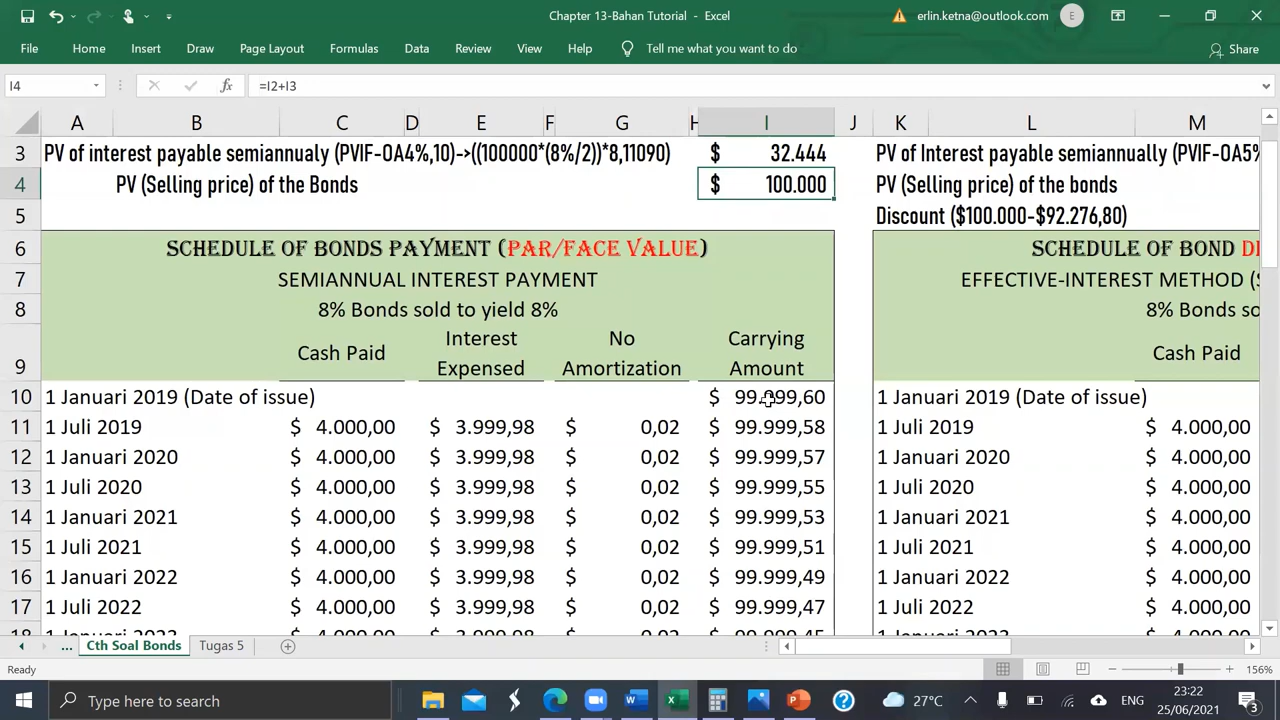 Chapter 13-Bahan Tutorial - Excel
erlin.ketna@outlook.com
E
File Home Insert Draw Page Layout Formulas Data Review View Help Tell me what you want to do Share
I4 fx =I2+I3
A B C D E F G H I J K L M
3 PV of interest payable semiannualy (PVIF-OA4%,10)->((100000*(8%/2))*8,11090) $ 32.444 PV of Interest payable semiannually (PVIF-OA5%
4 PV (Selling price) of the Bonds $ 100.000 PV (Selling price) of the bonds
5 Discount ($100.000-$92.276,80)
6 SCHEDULE OF BONDS PAYMENT (PAR/FACE VALUE) SCHEDULE OF BOND DI
7 SEMIANNUAL INTEREST PAYMENT EFFECTIVE-INTEREST METHOD (S
8 8% Bonds sold to yield 8% 8% Bonds so
9 Cash Paid Interest Expensed No Amortization Carrying Amount Cash Paid
10 1 Januari 2019 (Date of issue) $ 99.999,60 1 Januari 2019 (Date of issue)
11 1 Juli 2019 $ 4.000,00 $ 3.999,98 $ 0,02 $ 99.999,58 1 Juli 2019 $ 4.000,00
12 1 Januari 2020 $ 4.000,00 $ 3.999,98 $ 0,02 $ 99.999,57 1 Januari 2020 $ 4.000,00
13 1 Juli 2020 $ 4.000,00 $ 3.999,98 $ 0,02 $ 99.999,55 1 Juli 2020 $ 4.000,00
14 1 Januari 2021 $ 4.000,00 $ 3.999,98 $ 0,02 $ 99.999,53 1 Januari 2021 $ 4.000,00
15 1 Juli 2021 $ 4.000,00 $ 3.999,98 $ 0,02 $ 99.999,51 1 Juli 2021 $ 4.000,00
16 1 Januari 2022 $ 4.000,00 $ 3.999,98 $ 0,02 $ 99.999,49 1 Januari 2022 $ 4.000,00
17 1 Juli 2022 $ 4.000,00 $ 3.999,98 $ 0,02 $ 99.999,47 1 Juli 2022 $ 4.000,00
... Cth Soal Bonds Tugas 5
Ready 156%
Type here to search 27°C ENG 23:22
25/06/2021 3